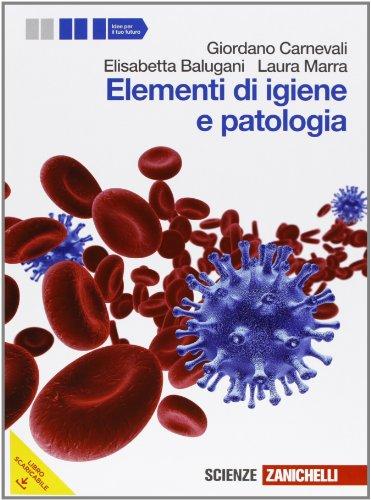 Idee per
il tuo futuro
Giordano Carnevali
Elisabetta Balugani Laura Marra
Elementi di igiene
e patologia
LIBRO
SCARICABILE
SCIENZE ZANICHELLI